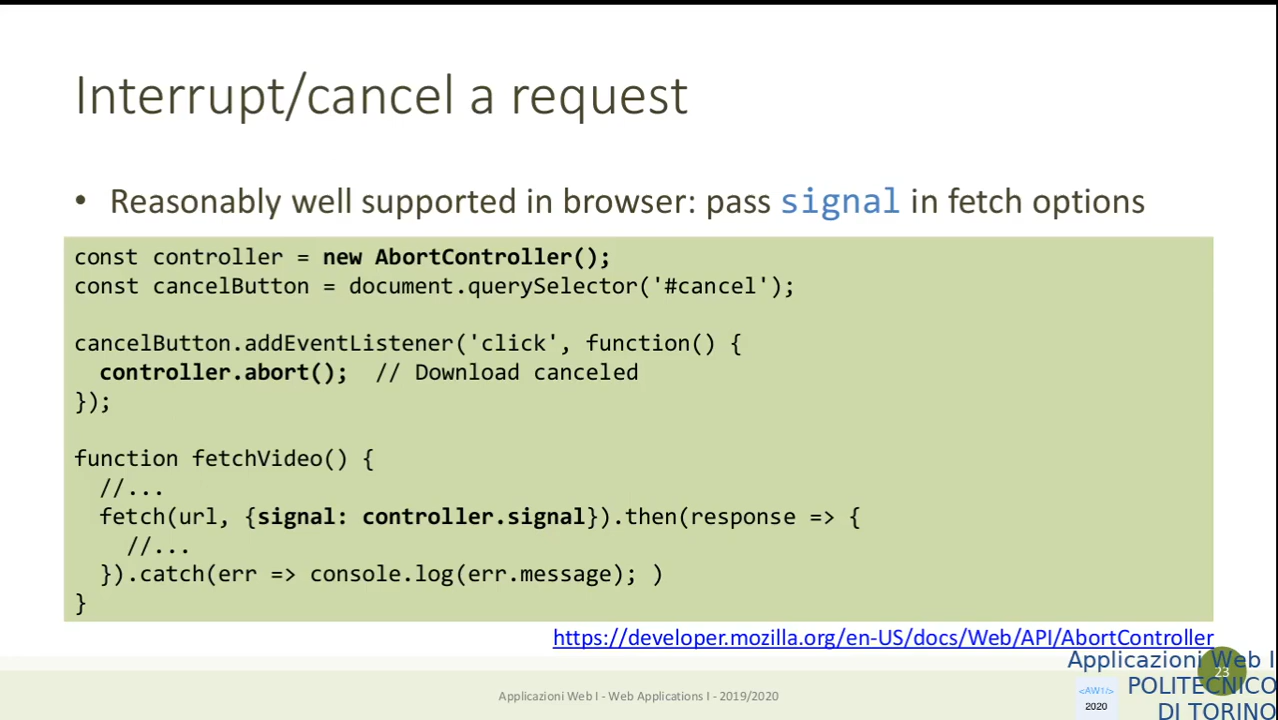 Interrupt/cancel a request
• Reasonably well supported in browser: pass signal in fetch options
const controller = new AbortController();
const cancelButton = document.querySelector('#cancel');
cancelButton.addEventListener('click', function() {
  controller.abort();  // Download canceled
});
function fetchVideo() {
  //...
  fetch(url, {signal: controller.signal}).then(response => {
    //...
  }).catch(err => console.log(err.message); )
}
https://developer.mozilla.org/en-US/docs/Web/API/AbortController
Applicazioni Web I - Web Applications I - 2019/2020
23
Applicazioni Web I
<AW1/>
2020
POLITECNICO
DI TORINO